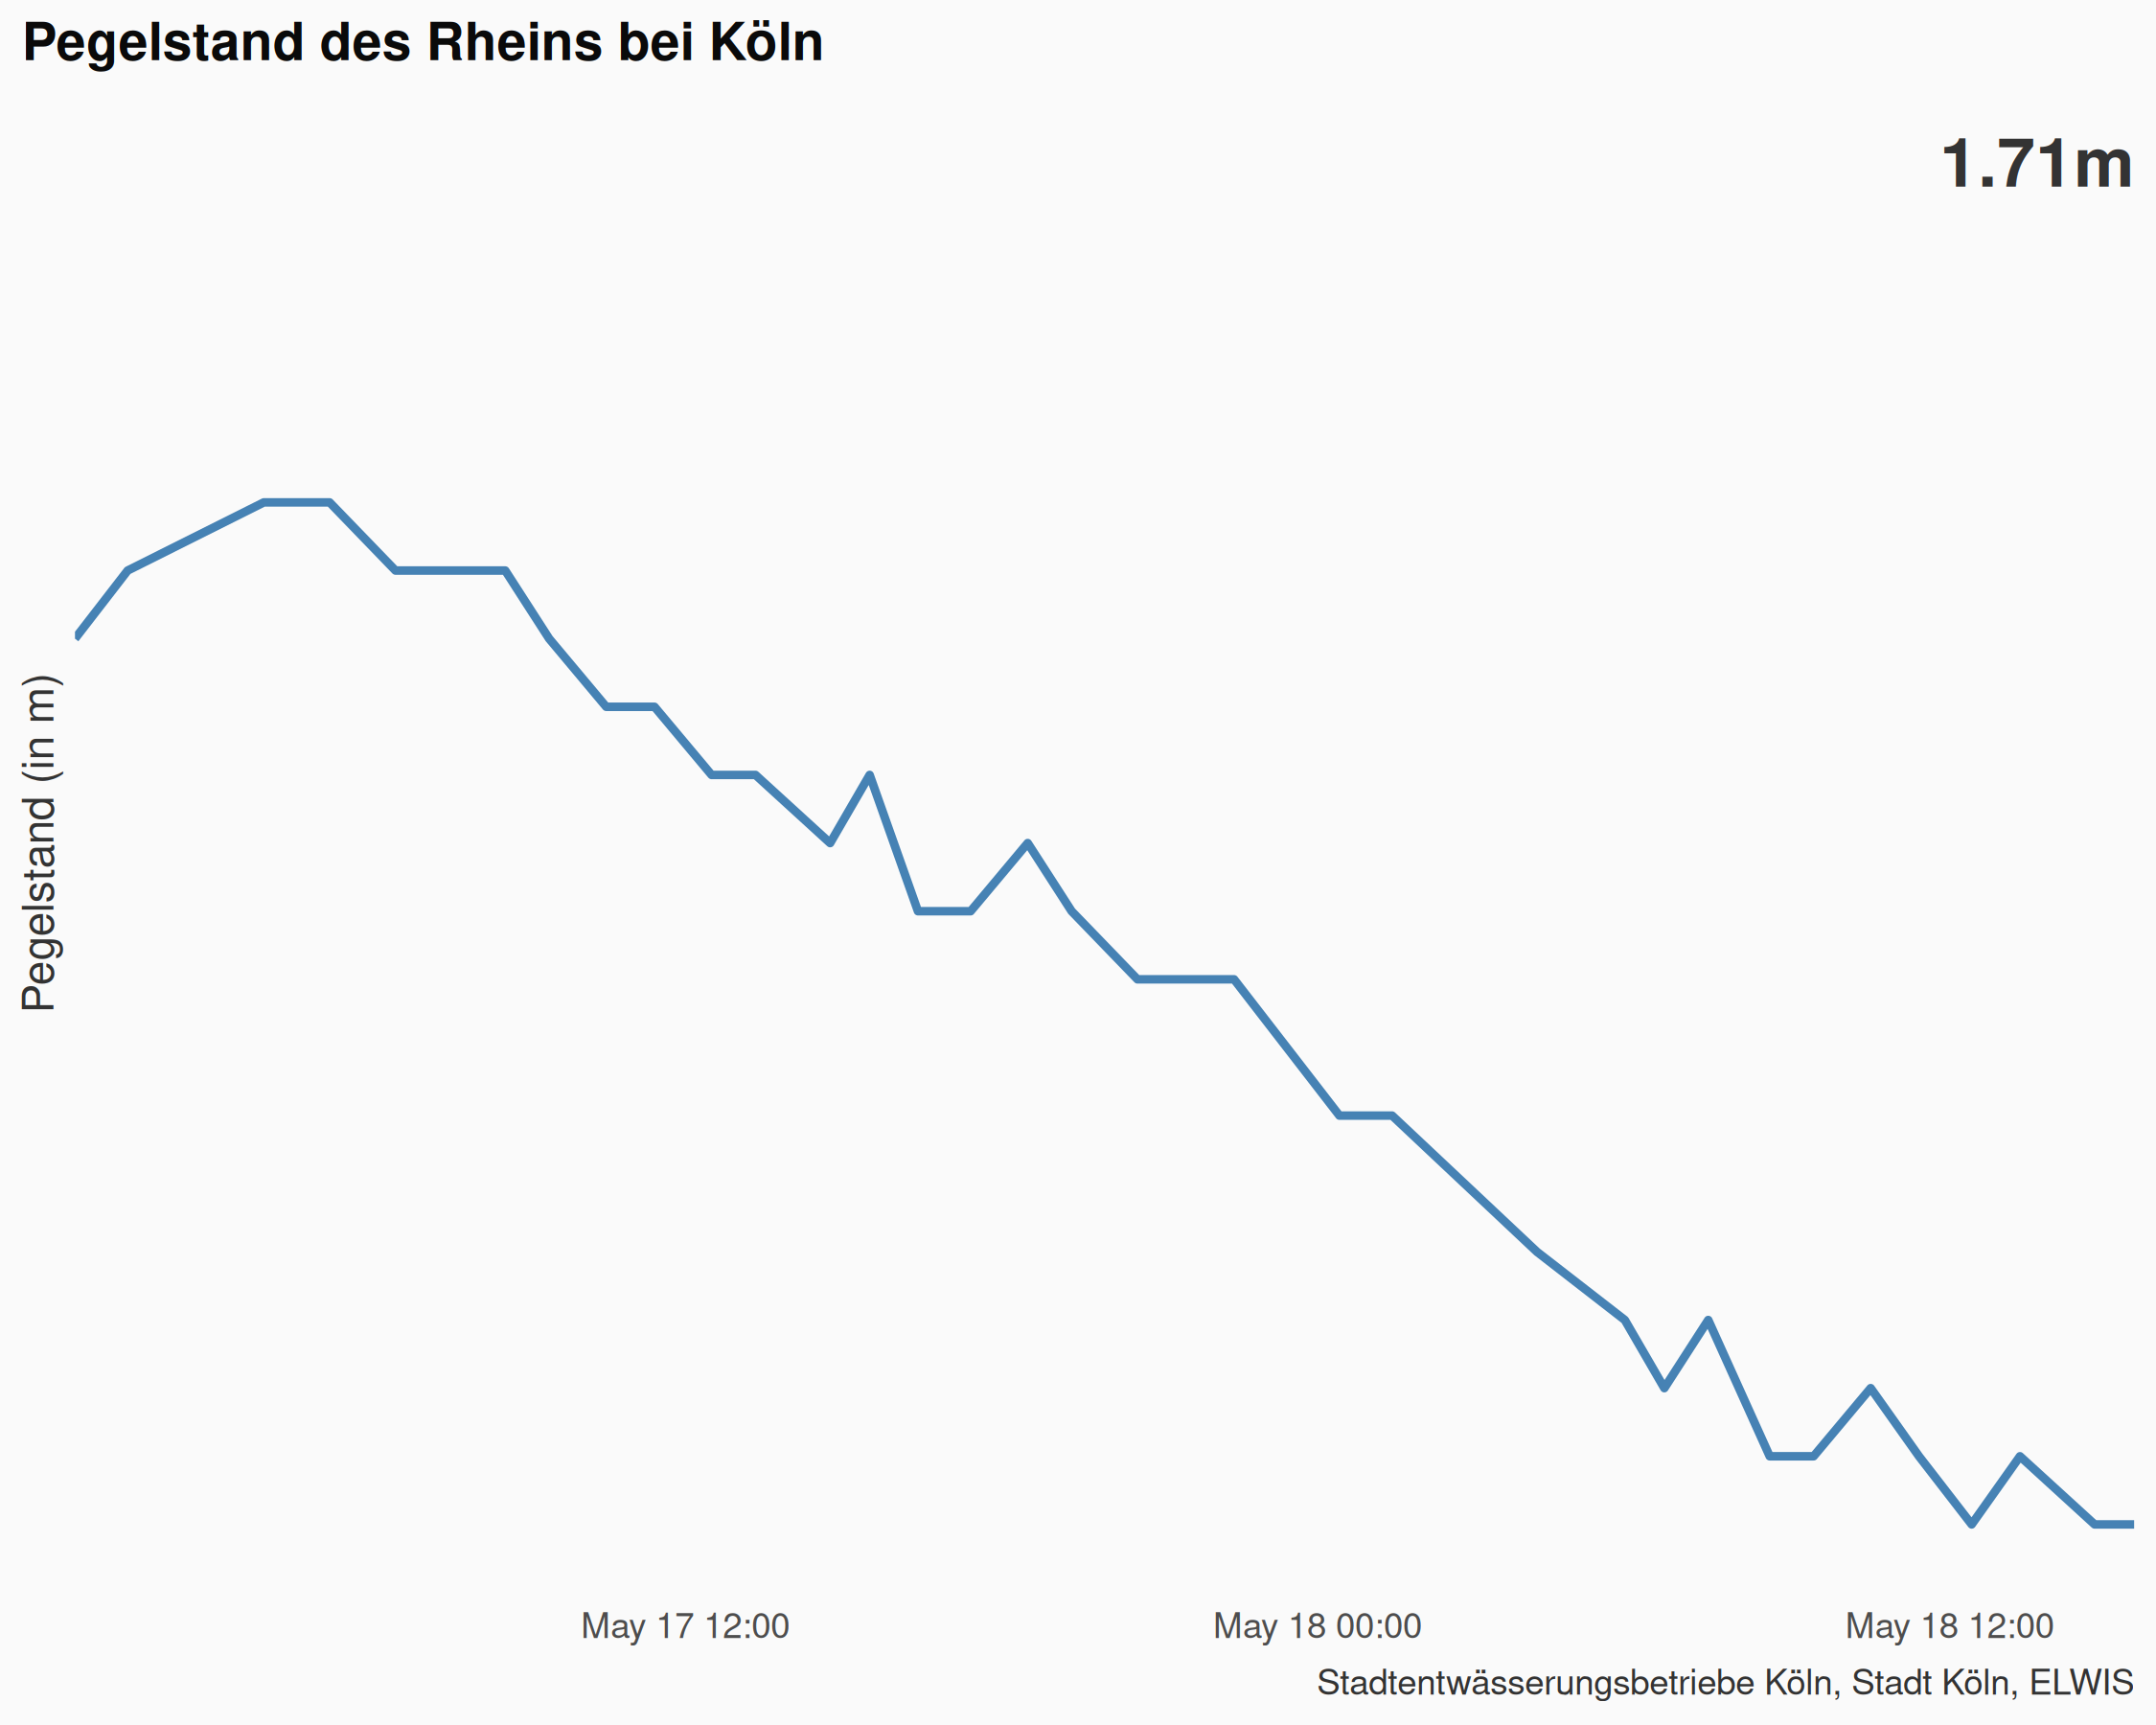 Pegelstand des Rheins bei Köln
1.71m
Pegelstand (in m)
May 17 12:00
May 18 00:00
May 18 12:00
Stadtentwässerungsbetriebe Köln, Stadt Köln, ELWIS